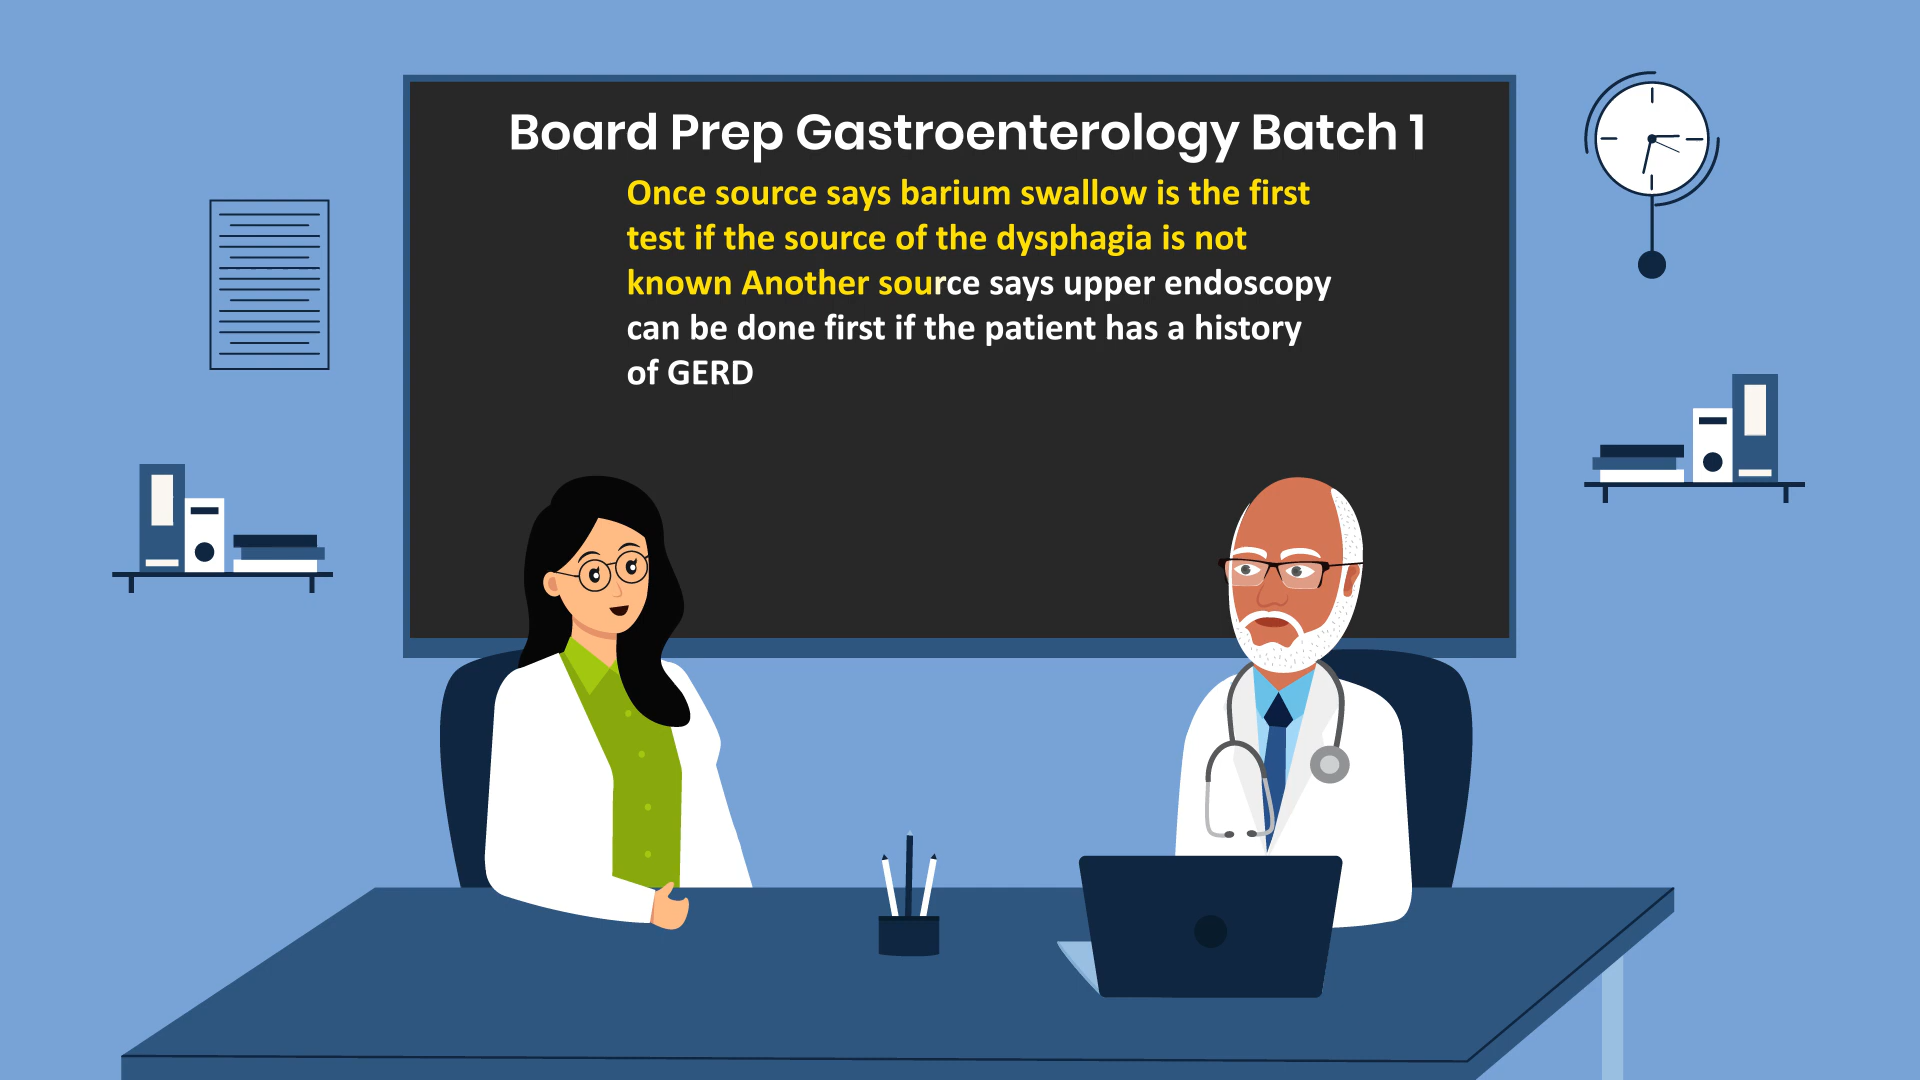 Board Prep Gastroenterology Batch 1
Once source says barium swallow is the first
test if the source of the dysphagia is not
known Another source says upper endoscopy
can be done first if the patient has a history
of GERD